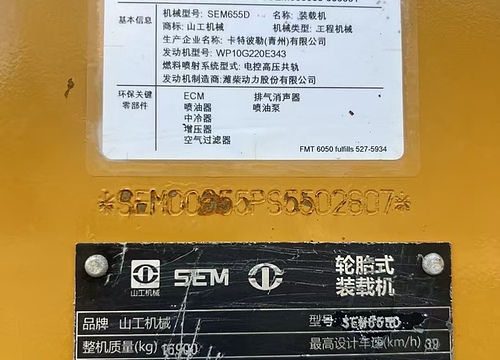 基本信息
机械型号: SEM655D 名称: 装载机
商标: 山工机械 机械类型: 工程机械
生产企业名称: 卡特彼勒(青州)有限公司
发动机型号: WP10G220E343
燃料喷射系统型式: 电控高压共轨
发动机制造商: 潍柴动力股份有限公司
环保关键零部件
ECM 排气消声器
喷油器 喷油泵
中冷器
增压器
空气过滤器
FMT 6050 fulfills 527-5934
*SEM00655PS5502607*
山工机械 SEM 轮胎式
装载机
品牌 山工机械 型号 SEM655D
整机质量(kg) 16900 最高设计车速(km/h) 39